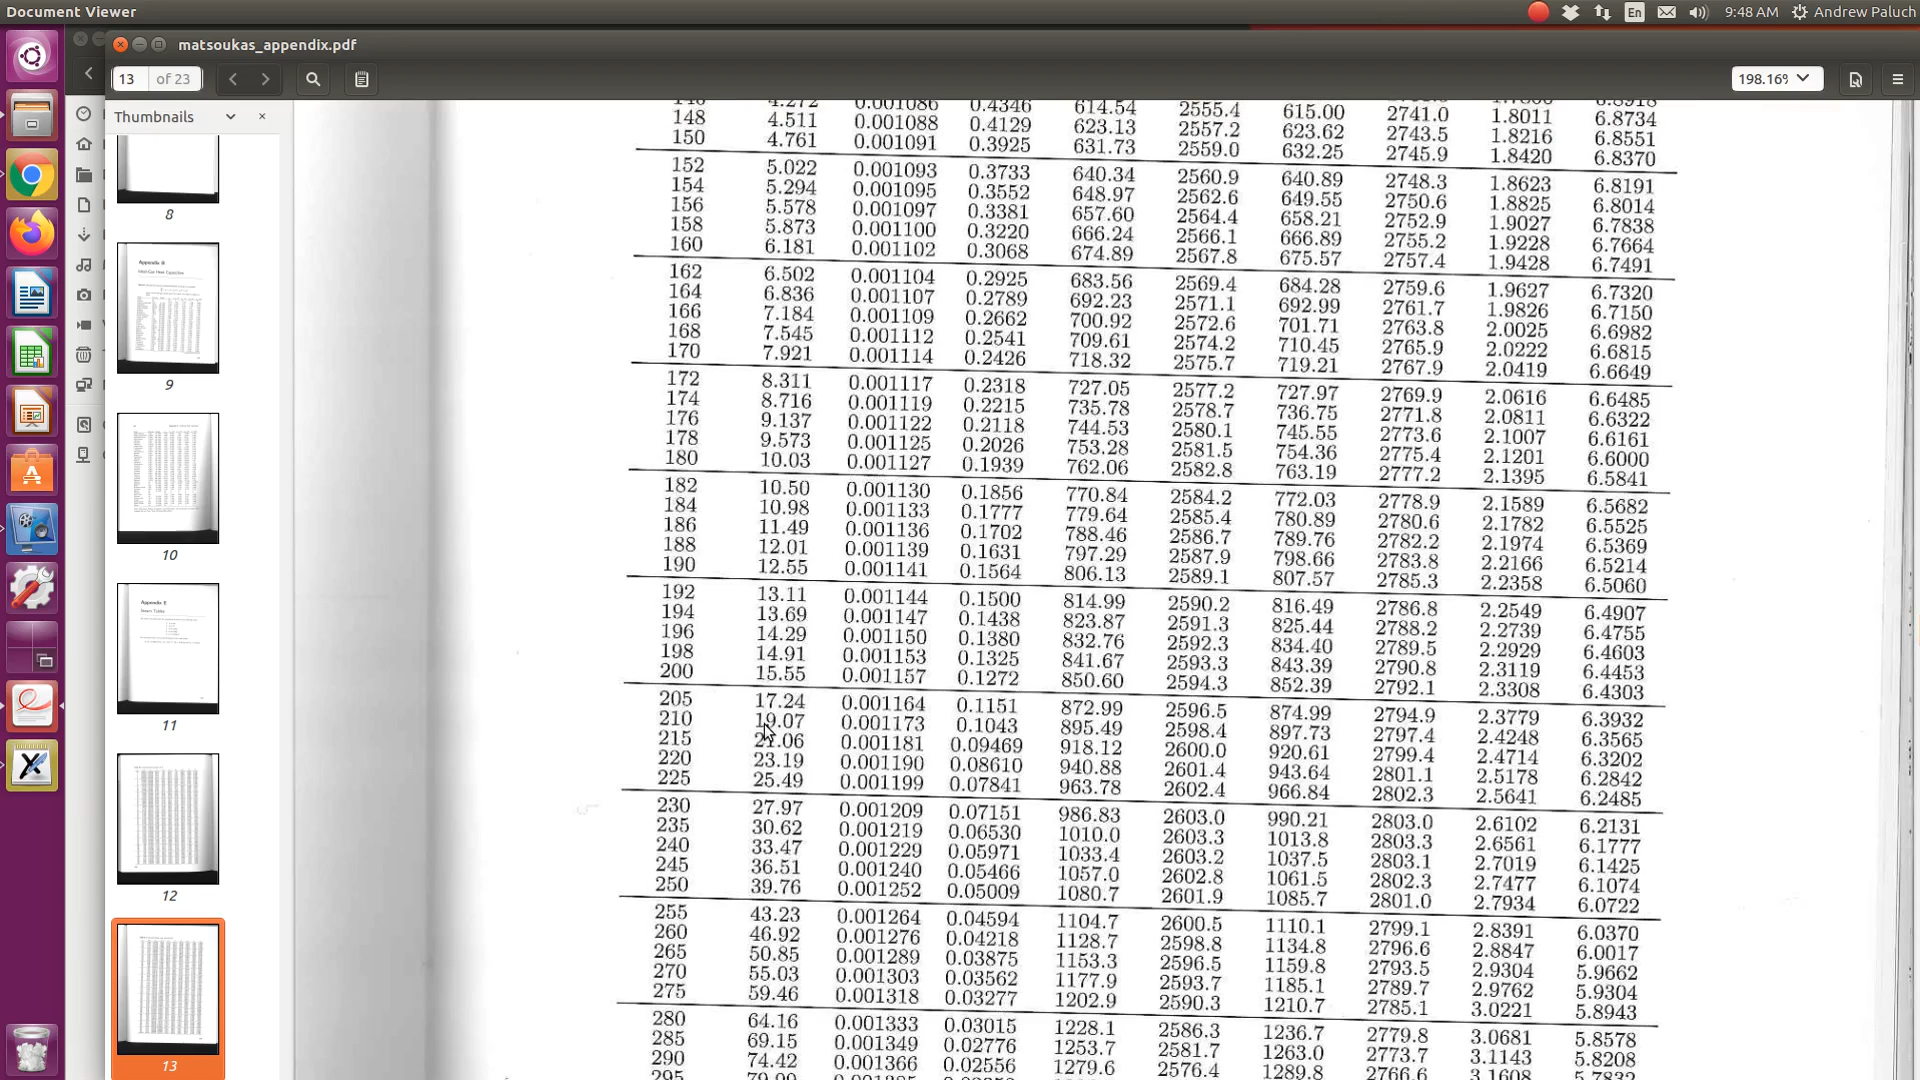 Document Viewer
En
9:48 AM
Andrew Paluch
matsoukas_appendix.pdf
13 of 23
198.16%
Thumbnails
8
9
10
11
12
13
4.272 0.001086 0.4346 614.54 2555.4 615.00 2741.0 1.8011 6.8734
148 4.511 0.001088 0.4129 623.13 2557.2 623.62 2743.5 1.8216 6.8551
150 4.761 0.001091 0.3925 631.73 2559.0 632.25 2745.9 1.8420 6.8370
152 5.022 0.001093 0.3733 640.34 2560.9 640.89 2748.3 1.8623 6.8191
154 5.294 0.001095 0.3552 648.97 2562.6 649.55 2750.6 1.8825 6.8014
156 5.578 0.001097 0.3381 657.60 2564.4 658.21 2752.9 1.9027 6.7838
158 5.873 0.001100 0.3220 666.24 2566.1 666.89 2755.2 1.9228 6.7664
160 6.181 0.001102 0.3068 674.89 2567.8 675.57 2757.4 1.9428 6.7491
162 6.502 0.001104 0.2925 683.56 2569.4 684.28 2759.6 1.9627 6.7320
164 6.836 0.001107 0.2789 692.23 2571.1 692.99 2761.7 1.9826 6.7150
166 7.184 0.001109 0.2662 700.92 2572.6 701.71 2763.8 2.0025 6.6982
168 7.545 0.001112 0.2541 709.61 2574.2 710.45 2765.9 2.0222 6.6815
170 7.921 0.001114 0.2426 718.32 2575.7 719.21 2767.9 2.0419 6.6649
172 8.311 0.001117 0.2318 727.05 2577.2 727.97 2769.9 2.0616 6.6485
174 8.716 0.001119 0.2215 735.78 2578.7 736.75 2771.8 2.0811 6.6322
176 9.137 0.001122 0.2118 744.53 2580.1 745.55 2773.6 2.1007 6.6161
178 9.573 0.001125 0.2026 753.28 2581.5 754.36 2775.4 2.1201 6.6000
180 10.03 0.001127 0.1939 762.06 2582.8 763.19 2777.2 2.1395 6.5841
182 10.50 0.001130 0.1856 770.84 2584.2 772.03 2778.9 2.1589 6.5682
184 10.98 0.001133 0.1777 779.64 2585.4 780.89 2780.6 2.1782 6.5525
186 11.49 0.001136 0.1702 788.46 2586.7 789.76 2782.2 2.1974 6.5369
188 12.01 0.001139 0.1631 797.29 2587.9 798.66 2783.8 2.2166 6.5214
190 12.55 0.001141 0.1564 806.13 2589.1 807.57 2785.3 2.2358 6.5060
192 13.11 0.001144 0.1500 814.99 2590.2 816.49 2786.8 2.2549 6.4907
194 13.69 0.001147 0.1438 823.87 2591.3 825.44 2788.2 2.2739 6.4755
196 14.29 0.001150 0.1380 832.76 2592.3 834.40 2789.5 2.2929 6.4603
198 14.91 0.001153 0.1325 841.67 2593.3 843.39 2790.8 2.3119 6.4453
200 15.55 0.001157 0.1272 850.60 2594.3 852.39 2792.1 2.3308 6.4303
205 17.24 0.001164 0.1151 872.99 2596.5 874.99 2794.9 2.3779 6.3932
210 19.07 0.001173 0.1043 895.49 2598.4 897.73 2797.4 2.4248 6.3565
215 21.06 0.001181 0.09469 918.12 2600.0 920.61 2799.4 2.4714 6.3202
220 23.19 0.001190 0.08610 940.88 2601.4 943.64 2801.1 2.5178 6.2842
225 25.49 0.001199 0.07841 963.78 2602.4 966.84 2802.3 2.5641 6.2485
230 27.97 0.001209 0.07151 986.83 2603.0 990.21 2803.0 2.6102 6.2131
235 30.62 0.001219 0.06530 1010.0 2603.3 1013.8 2803.3 2.6561 6.1777
240 33.47 0.001229 0.05971 1033.4 2603.2 1037.5 2803.1 2.7019 6.1425
245 36.51 0.001240 0.05466 1057.0 2602.8 1061.5 2802.3 2.7477 6.1074
250 39.76 0.001252 0.05009 1080.7 2601.9 1085.7 2801.0 2.7934 6.0722
255 43.23 0.001264 0.04594 1104.7 2600.5 1110.1 2799.1 2.8391 6.0370
260 46.92 0.001276 0.04218 1128.7 2598.8 1134.8 2796.6 2.8847 6.0017
265 50.85 0.001289 0.03875 1153.3 2596.5 1159.8 2793.5 2.9304 5.9662
270 55.03 0.001303 0.03562 1177.9 2593.7 1185.1 2789.7 2.9762 5.9304
275 59.46 0.001318 0.03277 1202.9 2590.3 1210.7 2785.1 3.0221 5.8943
280 64.16 0.001333 0.03015 1228.1 2586.3 1236.7 2779.8 3.0681 5.8578
285 69.15 0.001349 0.02776 1253.7 2581.7 1263.0 2773.7 3.1143 5.8208
290 74.42 0.001366 0.02556 1279.6 2576.4 1289.8 2766.6 3.1608 5.7832
295